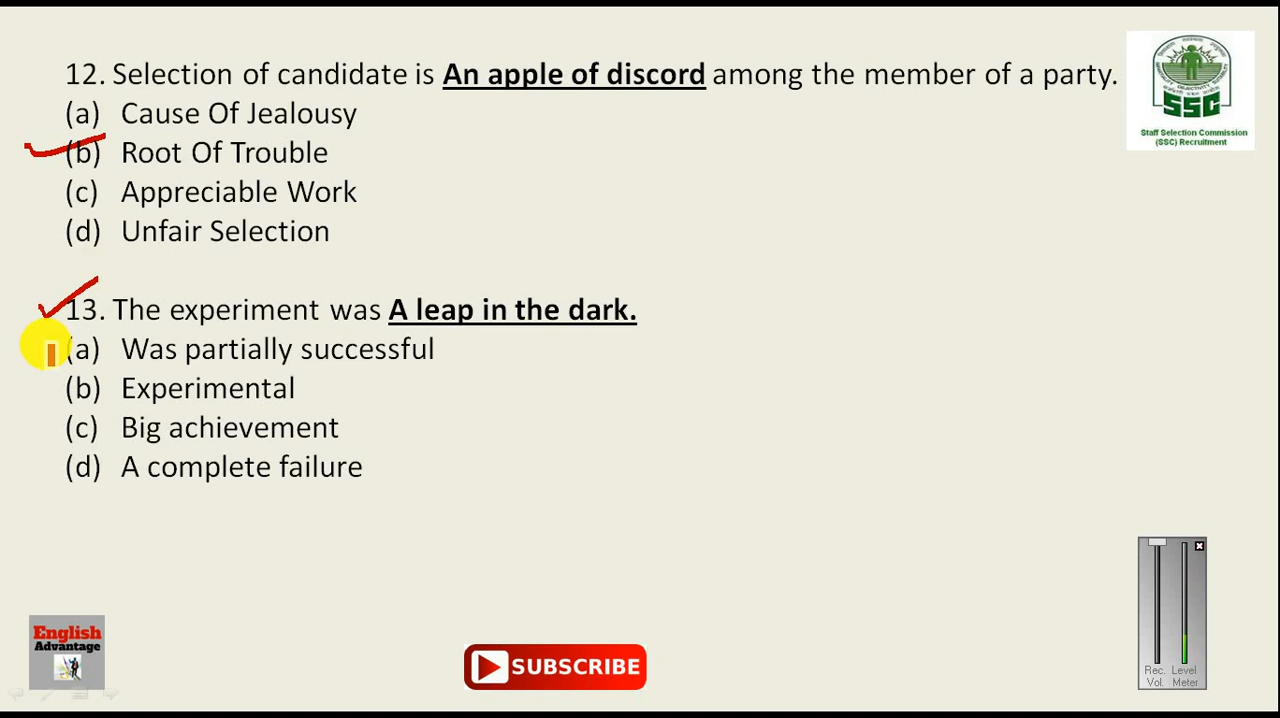 12. Selection of candidate is An apple of discord among the member of a party.
(a) Cause Of Jealousy
(b) Root Of Trouble
(c) Appreciable Work
(d) Unfair Selection
13. The experiment was A leap in the dark.
(a) Was partially successful
(b) Experimental
(c) Big achievement
(d) A complete failure
SSC
Staff Selection Commission
(SSC) Recruitment
English
Advantage
SUBSCRIBE
Rec. Level
Vol. Meter